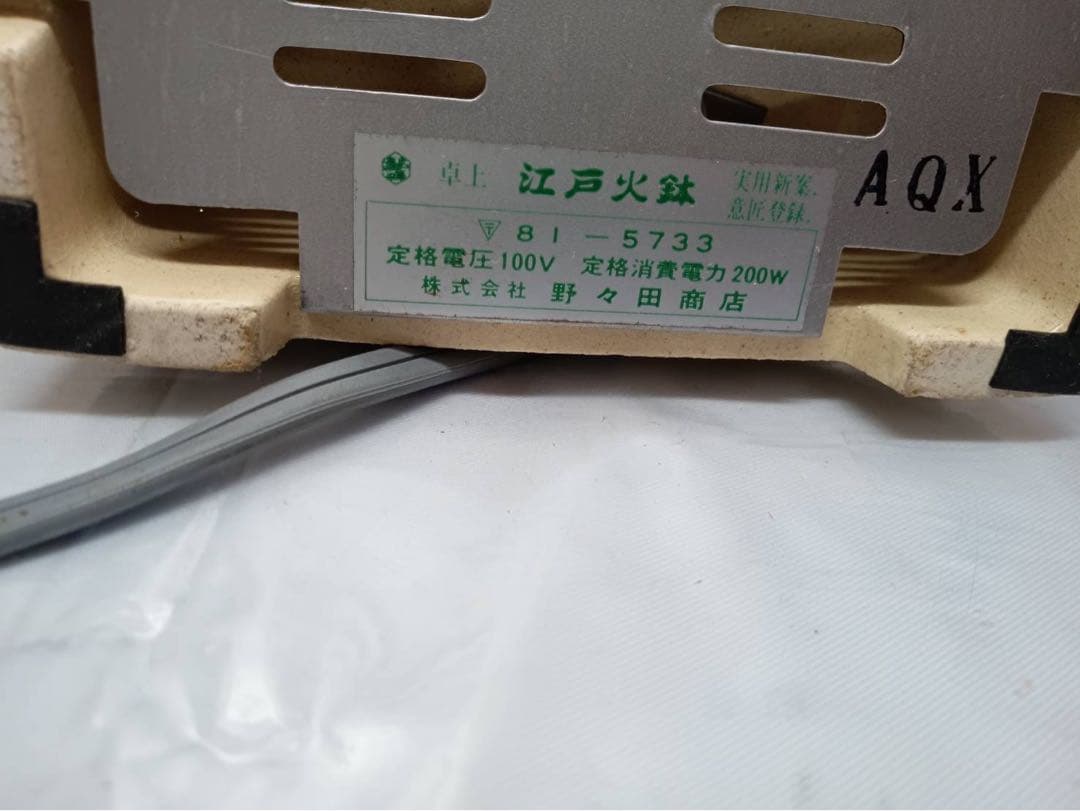 卓上 江戸火鉢 実用新案.
意匠登録.
〒 81-5733
定格電圧100V 定格消費電力200W
株式会社 野々田商店
AQX